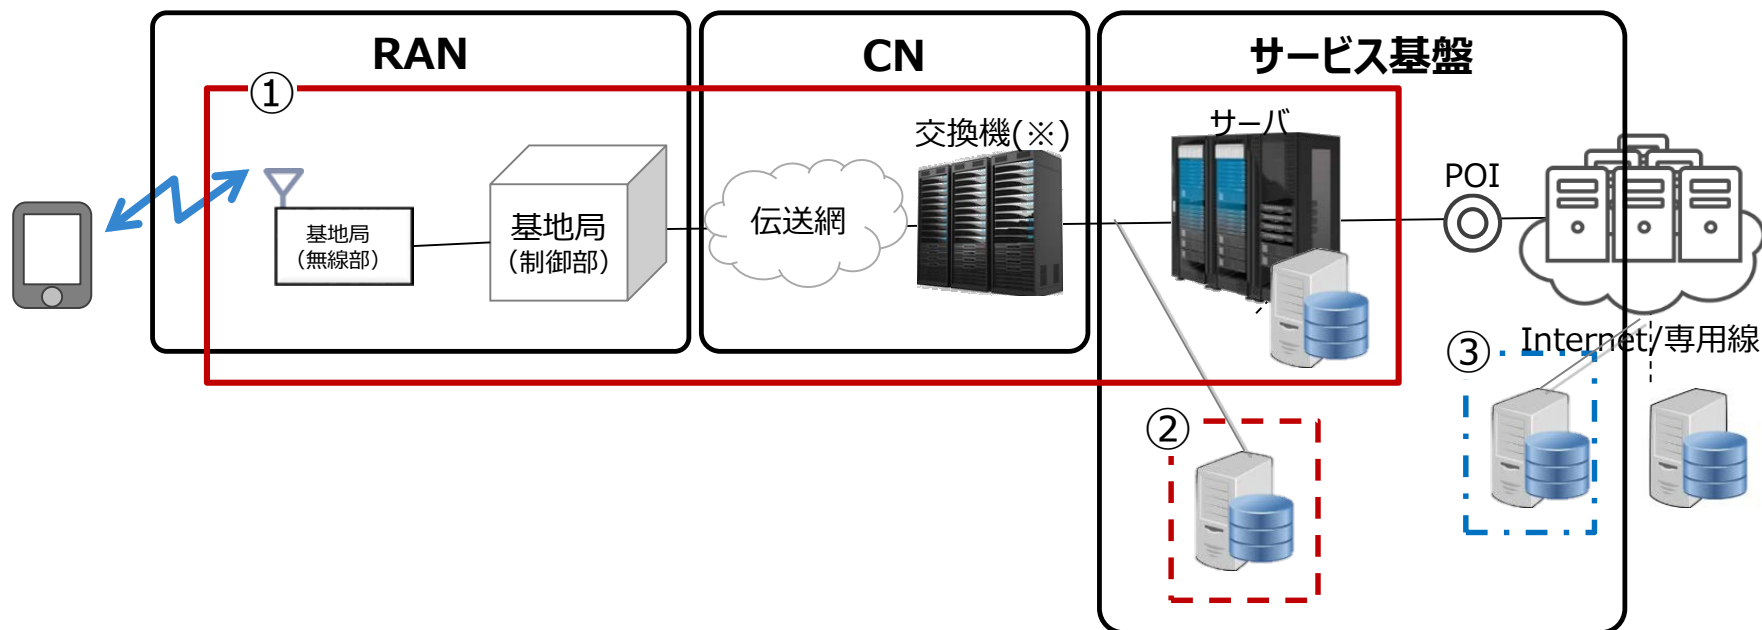 RAN
CN
サービス基盤
①
交換機(※)
サーバ
POI
基地局
(無線部)
基地局
(制御部)
伝送網
Internet/専用線
②
③